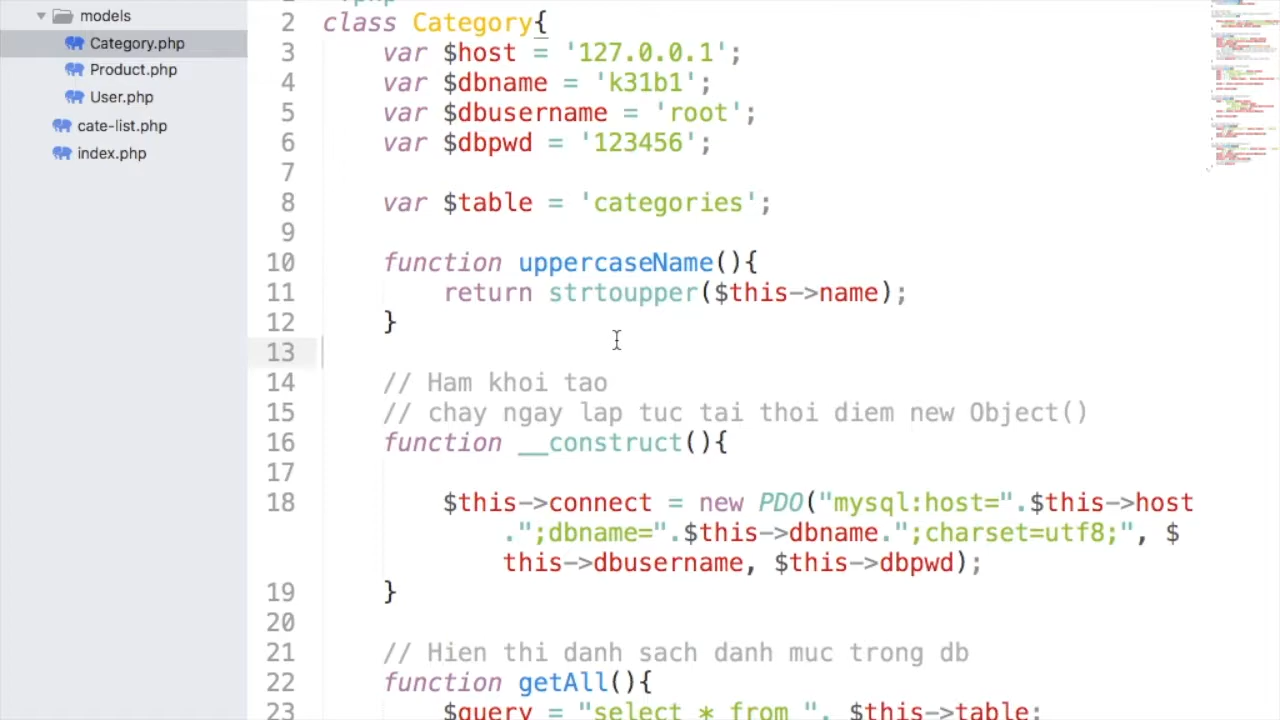 models
Category.php
Product.php
User.php
cate-list.php
index.php
2 class Category{
3 var $host = '127.0.0.1';
4 var $dbname = 'k31b1';
5 var $dbusername = 'root';
6 var $dbpwd = '123456';
7
8 var $table = 'categories';
9
10 function uppercaseName(){
11 return strtoupper($this->name);
12 }
13
14 // Ham khoi tao
15 // chay ngay lap tuc tai thoi diem new Object()
16 function __construct(){
17
18 $this->connect = new PDO("mysql:host=".$this->host
.";dbname=".$this->dbname.";charset=utf8;", $
this->dbusername, $this->dbpwd);
19 }
20
21 // Hien thi danh sach danh muc trong db
22 function getAll(){
23 $query = "select * from ". $this->table;